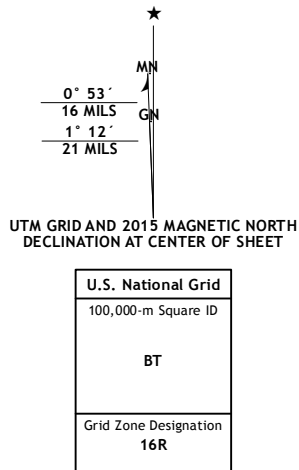 ★
MN
0° 53´
16 MILS
GN
1° 12´
21 MILS
UTM GRID AND 2015 MAGNETIC NORTH
DECLINATION AT CENTER OF SHEET
U.S. National Grid
100,000-m Square ID
BT
Grid Zone Designation
16R